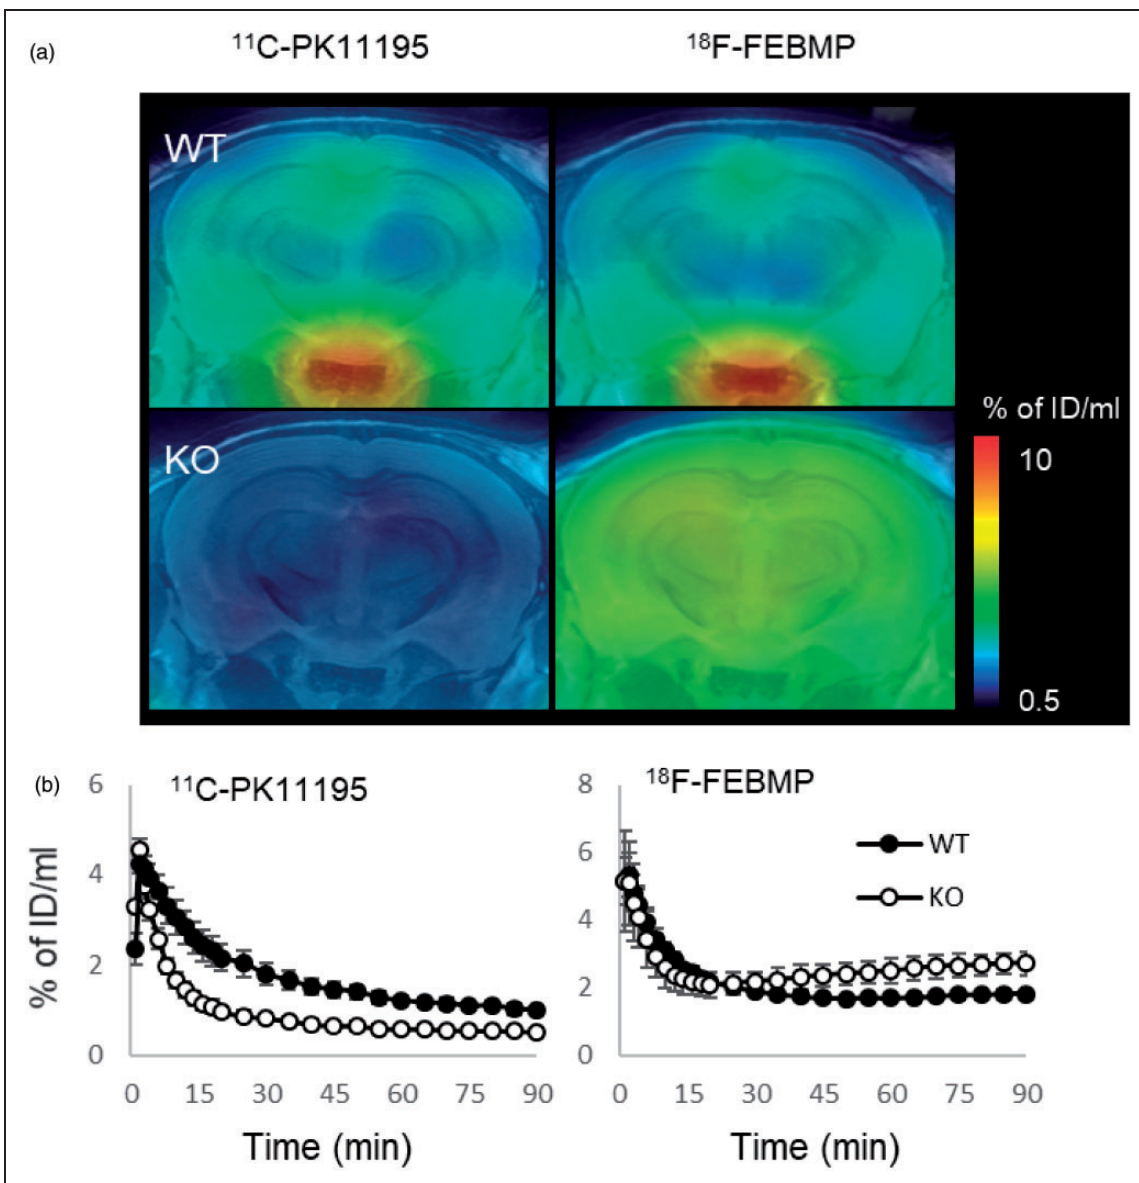 (a)
¹¹C-PK11195 ¹⁸F-FEBMP
WT
KO
% of ID/ml
10
0.5
(b)
¹¹C-PK11195
% of ID/ml
6
4
2
0
0 15 30 45 60 75 90
Time (min)
¹⁸F-FEBMP
8
6
4
2
0
WT
KO
0 15 30 45 60 75 90
Time (min)